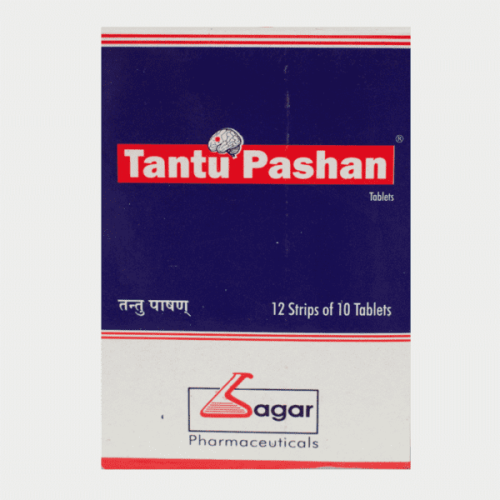 Tantu Pashan®
Tablets
तन्तु पाषण् 12 Strips of 10 Tablets
Sagar
Pharmaceuticals